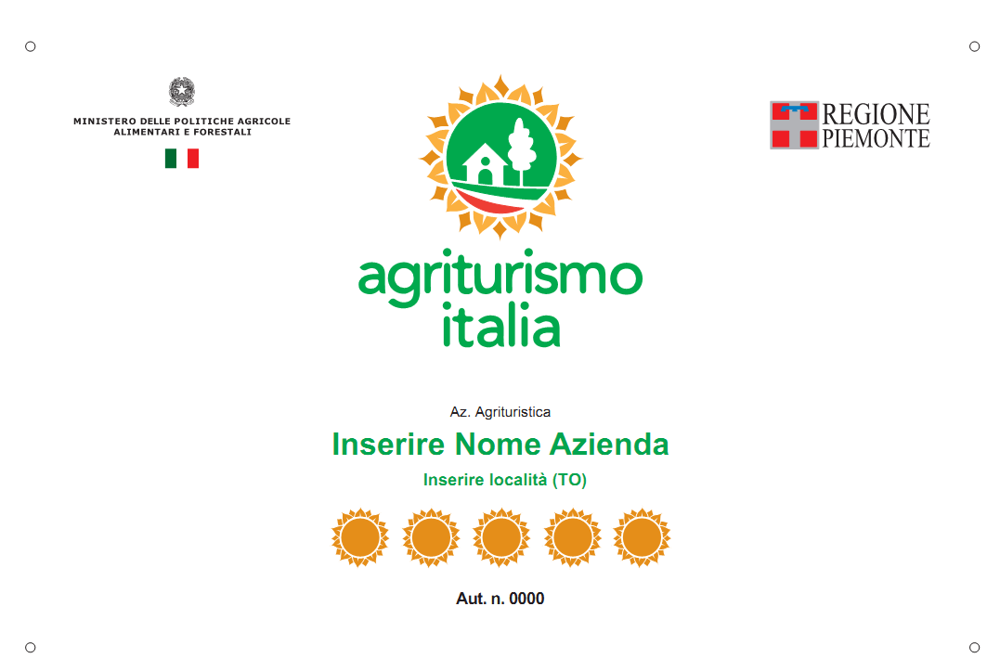 MINISTERO DELLE POLITICHE AGRICOLE
ALIMENTARI E FORESTALI
REGIONE
PIEMONTE
agriturismo
italia
Az. Agrituristica
Inserire Nome Azienda
Inserire località (TO)
Aut. n. 0000